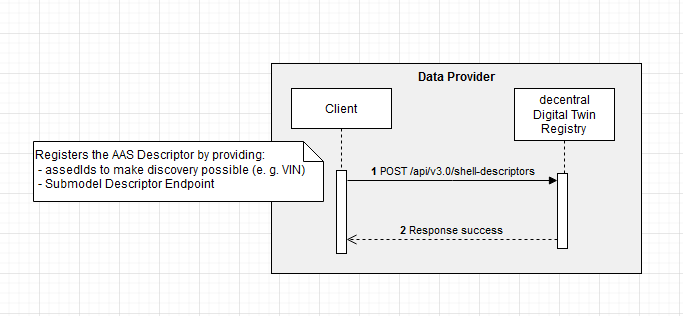 Data Provider
Client
decentral
Digital Twin
Registry
Registers the AAS Descriptor by providing:
- assedIds to make discovery possible (e. g. VIN)
- Submodel Descriptor Endpoint
1 POST /api/v3.0/shell-descriptors
2 Response success